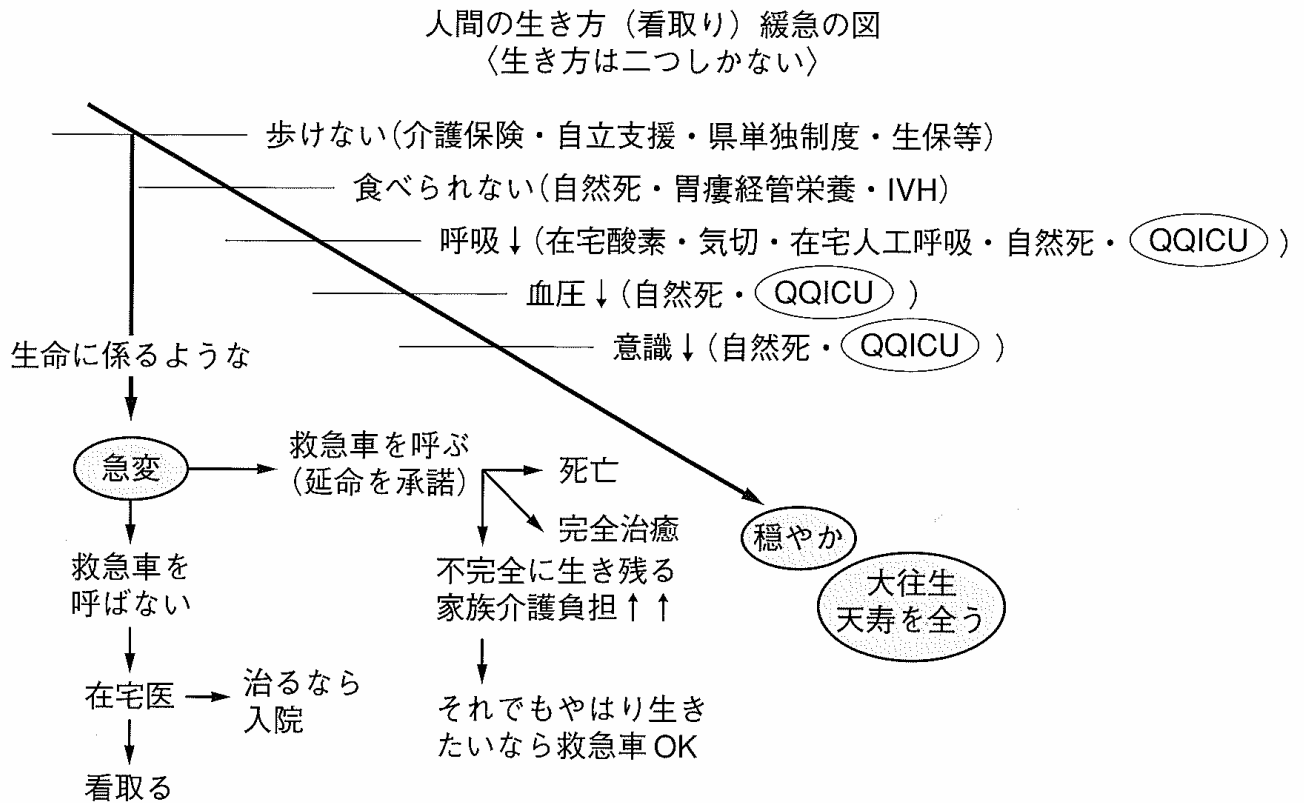 人間の生き方（看取り）緩急の図
〈生き方は二つしかない〉
歩けない（介護保険・自立支援・県単独制度・生保等）
食べられない（自然死・胃瘻経管栄養・IVH）
呼吸↓（在宅酸素・気切・在宅人工呼吸・自然死・QQICU）
血圧↓（自然死・QQICU）
意識↓（自然死・QQICU）
生命に係るような
急変
救急車を呼ぶ
（延命を承諾）
死亡
完全治癒
不完全に生き残る
家族介護負担↑↑
それでもやはり生き
たいなら救急車OK
救急車を
呼ばない
在宅医
治るなら
入院
看取る
穏やか
大往生
天寿を全う